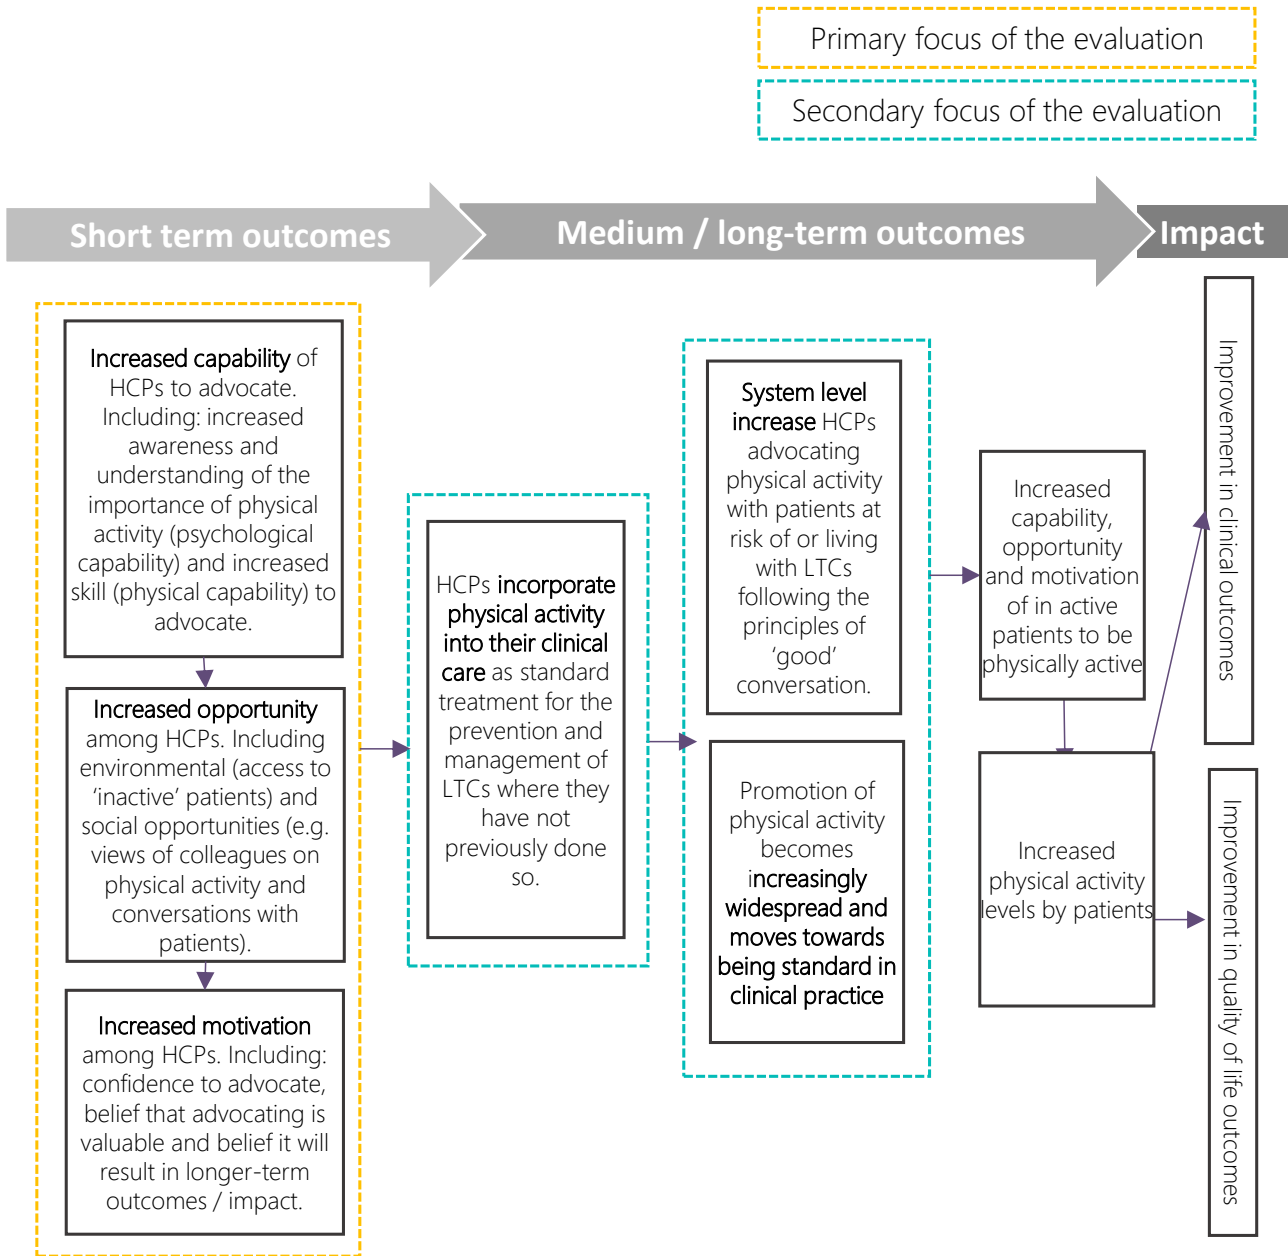 Primary focus of the evaluation
Secondary focus of the evaluation
Short term outcomes
Medium / long-term outcomes
Impact
Increased capability of
HCPs to advocate.
Including: increased
awareness and
understanding of the
importance of physical
activity (psychological
capability) and increased
skill (physical capability) to
advocate.
Increased opportunity
among HCPs. Including
environmental (access to
‘inactive’ patients) and
social opportunities (e.g.
views of colleagues on
physical activity and
conversations with
patients).
Increased motivation
among HCPs. Including:
confidence to advocate,
belief that advocating is
valuable and belief it will
result in longer-term
outcomes / impact.
HCPs incorporate
physical activity
into their clinical
care as standard
treatment for the
prevention and
management of
LTCs where they
have not
previously done
so.
System level
increase HCPs
advocating
physical activity
with patients at
risk of or living
with LTCs
following the
principles of
‘good’
conversation.
Promotion of
physical activity
becomes
increasingly
widespread and
moves towards
being standard in
clinical practice
Increased
capability,
opportunity
and motivation
of in active
patients to be
physically active
Increased
physical activity
levels by patients
Improvement in clinical outcomes
Improvement in quality of life outcomes